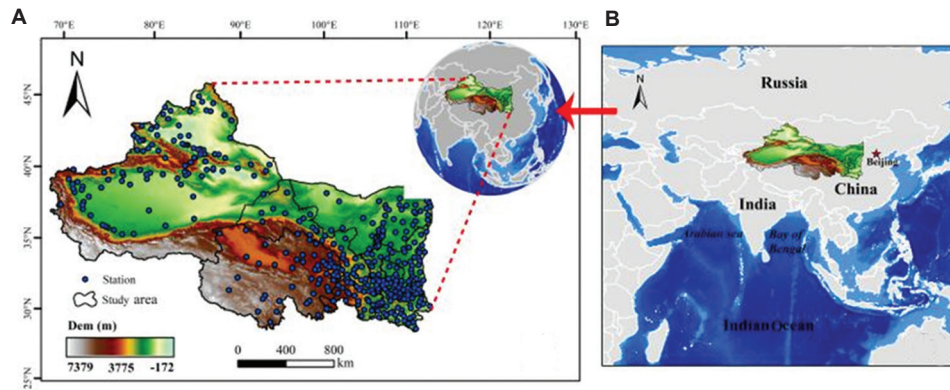 A
B
70°E 80°E 90°E 100°E 110°E 120°E 130°E
N
45°N
40°N
35°N
30°N
25°N
Station
Study area
Dem (m)
7379 3775 -172
0 400 800
km
N
Russia
Beijing
China
India
Arabian sea
Bay of
Bengal
Indian Ocean